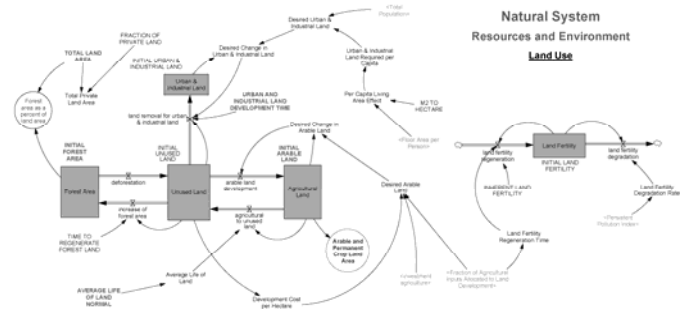 Natural System
Resources and Environment
Land Use
<Total
Population>
Desired Urban &
Industrial Land
FRACTION OF
PRIVATE LAND
TOTAL LAND
AREA
INITIAL URBAN &
INDUSTRIAL LAND
Desired Change in
Urban & Industrial Land
Urban & Industrial
Land Required per
Capita
Total Private
Land Area
Urban &
Industrial Land
Forest
area as a
percent of
land area
URBAN AND
INDUSTRIAL LAND
DEVELOPMENT TIME
Per Capita Living
Area Effect
M2 TO
HECTARE
land removal for urban
& industrial land
Desired Change in
Arable Land
<Floor Area per
Person>
INITIAL
FOREST AREA
INITIAL
UNUSED LAND
INITIAL ARABLE
LAND
Forest Area
deforestation
Unused Land
arable land
development
Agricultural
Land
Desired Arable
Land
increase of
forest area
agricultural
to unused
land
TIME TO
REGENERATE
FOREST LAND
Arable and
Permanent
Crop Land
Area
Average Life of
Land
AVERAGE LIFE
OF LAND
NORMAL
Development Cost
per Hectare
<investment
agriculture>
<Fraction of Agricultural
Inputs Allocated to Land
Development>
land fertility
regeneration
Land Fertility
INITIAL LAND
FERTILITY
land fertility
degradation
INHERENT LAND
FERTILITY
Land Fertility
Degradation Rate
<Persistent
Pollution Index>
Land Fertility
Regeneration Time